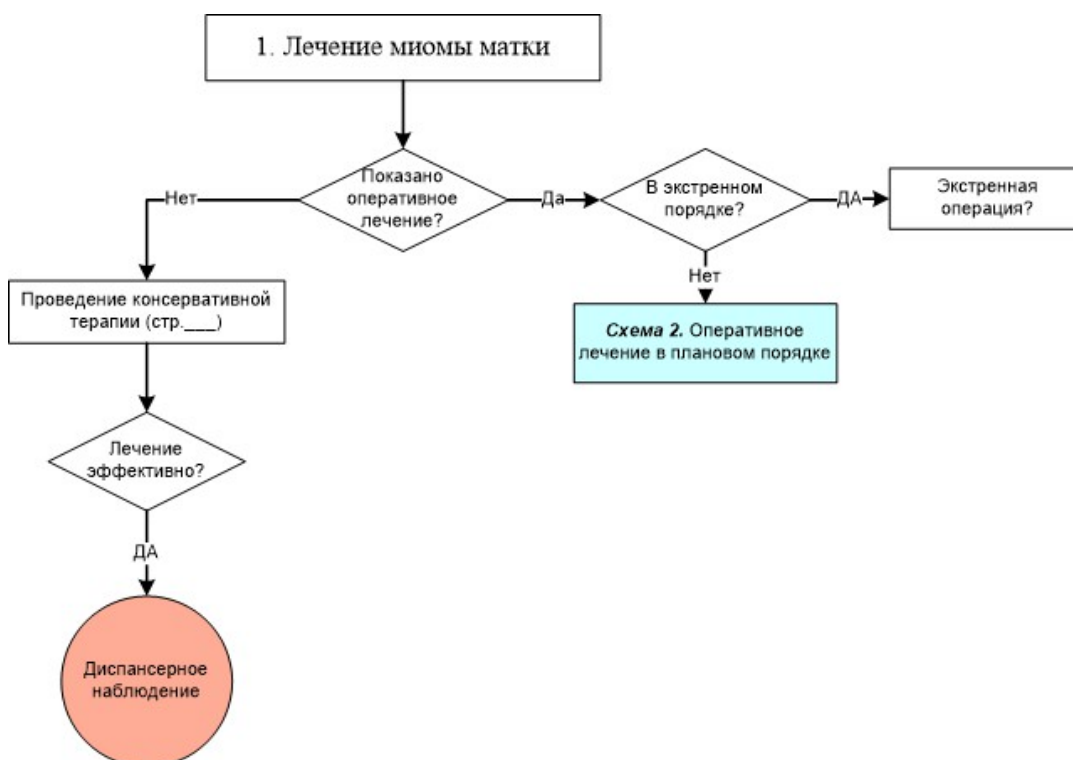 1. Лечение миомы матки
Показано
оперативное
лечение?
Нет
Да
В экстренном
порядке?
ДА
Экстренная
операция?
Нет
Проведение консервативной
терапии (стр.___)
Схема 2. Оперативное
лечение в плановом порядке
Лечение
эффективно?
ДА
Диспансерное
наблюдение